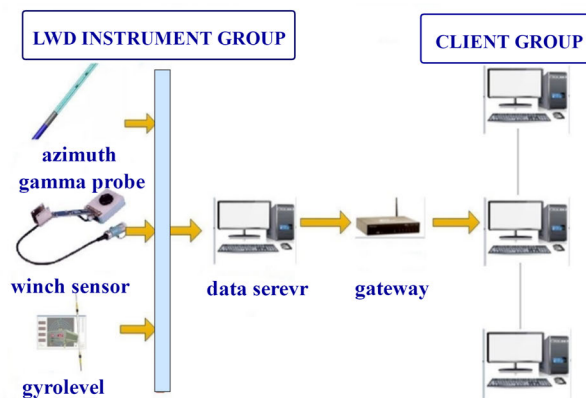 LWD INSTRUMENT GROUP
CLIENT GROUP
azimuth
gamma probe
winch sensor
data serevr
gateway
gyrolevel